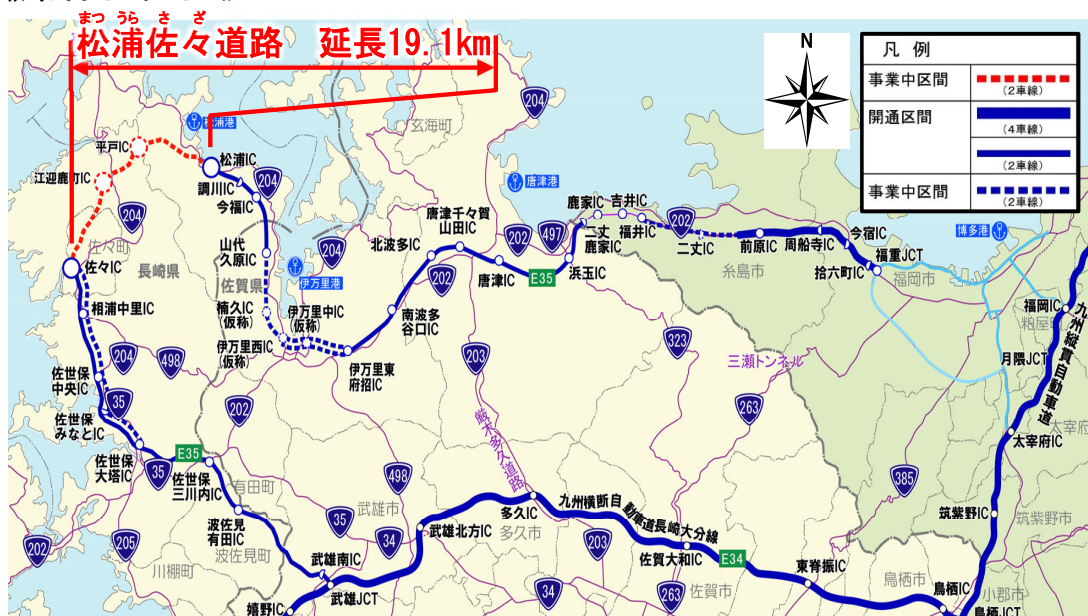 まつ うら さ ざ
松浦佐々道路 延長19.1km
N
凡 例
事業中区間
(2車線)
開通区間
(4車線)
(2車線)
事業中区間
(2車線)
204
玄海町
平戸IC
松浦IC
江迎鹿町IC
調川IC
204
今福IC
204
唐津港
鹿家IC
吉井IC
唐津千々賀
山田IC
497
202
二丈
鹿家IC
福井IC
二丈IC
前原IC
周船寺IC
今宿IC
博多港
福重JCT
拾六町IC
福岡市
糸島市
佐々町
佐々IC
長崎県
山代
久原IC
204
北波多IC
202
202
唐津IC
E35
浜玉IC
伊万里港
佐賀県
相浦中里IC
楠久IC
(仮称)
伊万里中IC
(仮称)
南波多
谷口IC
福岡IC
粕屋町
九州縦貫自動車道
204
498
伊万里西IC
(仮称)
伊万里東
府招IC
203
323
三瀬トンネル
月隈JCT
佐世保
中央IC
35
202
263
佐世保
みなとIC
厳木多久道路
太宰府IC
太宰府
佐世保
大塔IC
E35
35
佐世保
三川内IC
498
385
有田町
武雄市
35
多久IC
九州横断自動車道長崎大分線
筑紫野IC
筑紫野市
波佐見
有田IC
波佐見町
34
武雄北方IC
多久市
203
佐賀大和IC
E34
202
205
川棚町
武雄南IC
東脊振IC
鳥栖市
鳥栖IC
小郡市
嬉野IC
武雄JCT
34
263
佐賀市
鳥栖JCT